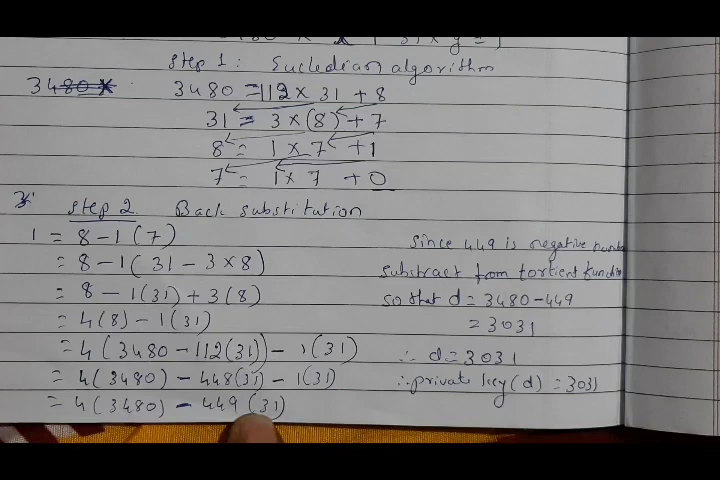 Step 1: Eucledian algorithm
3480 = 112 × 31 + 8
31 = 3 × (8) + 7
8 = 1 × 7 + 1
7 = 1 × 7 + 0
Step 2 Back substitution
1 = 8 - 1 (7)
= 8 - 1 ( 31 - 3 × 8 )
= 8 - 1(31) + 3 (8)
= 4(8) - 1(31)
= 4 ( 3480 - 112(31)) - 1(31)
= 4 ( 3480) - 448(31) - 1(31)
= 4 ( 3480) - 449 (31)
Since 449 is negative
substract from tortient
so that d = 3480 - 449
= 3031
∴ d = 3031
∴ private key (d) = 3031